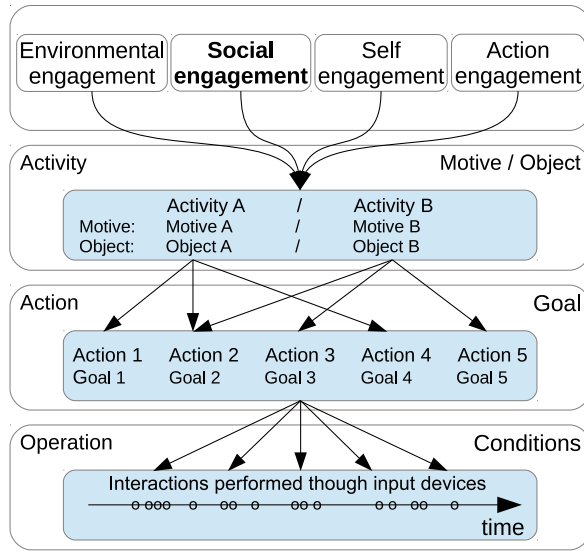 Environmental engagement
Social engagement
Self engagement
Action engagement
Activity
Motive / Object
Activity A / Activity B
Motive: Motive A / Motive B
Object: Object A / Object B
Action
Goal
Action 1 Action 2 Action 3 Action 4 Action 5
Goal 1 Goal 2 Goal 3 Goal 4 Goal 5
Operation
Conditions
Interactions performed though input devices
time